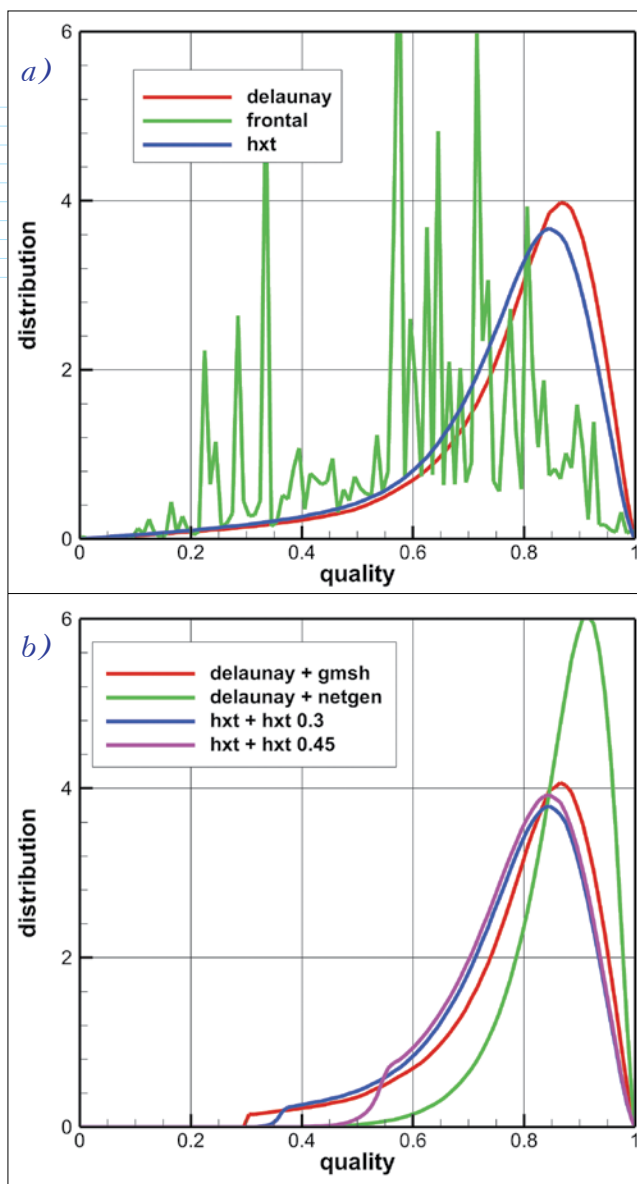 a)
6
4
2
0
distribution
delaunay
frontal
hxt
0
0.2
0.4
0.6
0.8
1
quality
b)
6
4
2
0
distribution
delaunay + gmsh
delaunay + netgen
hxt + hxt 0.3
hxt + hxt 0.45
0
0.2
0.4
0.6
0.8
1
quality